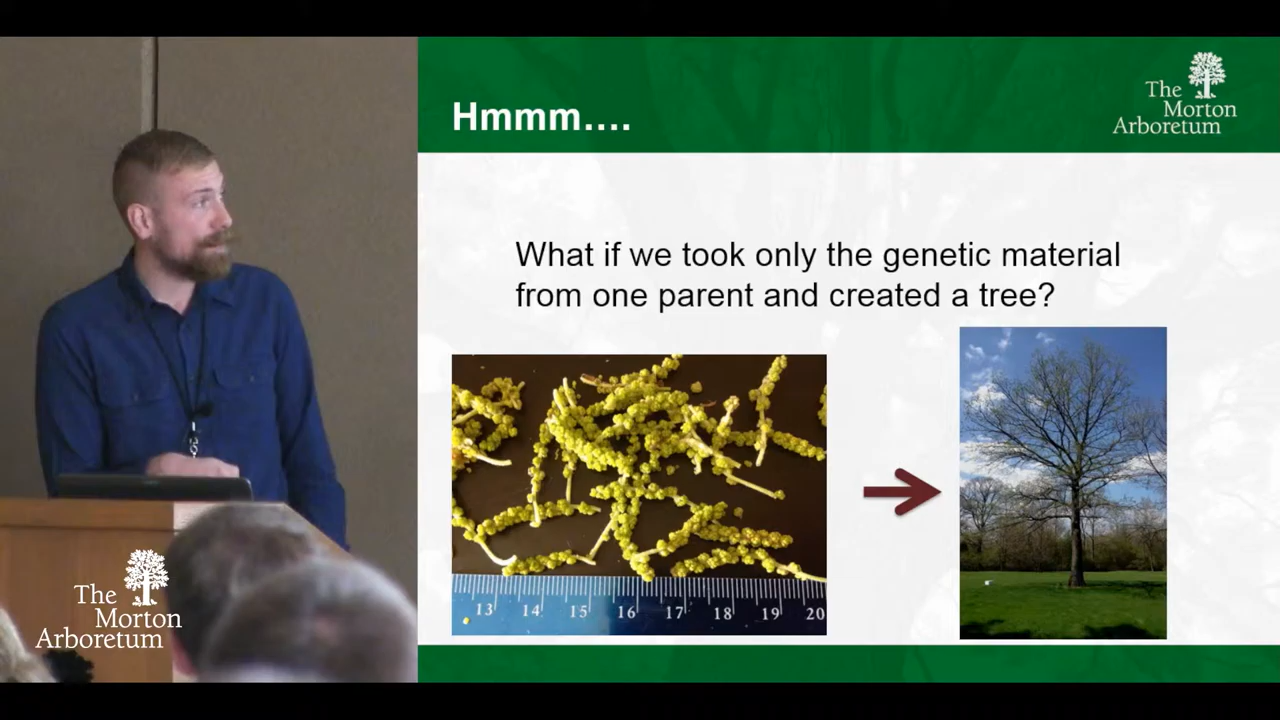 Hmmm....
The
Morton
Arboretum
What if we took only the genetic material
from one parent and created a tree?
13 14 15 16 17 18 19 20
The
Morton
Arboretum